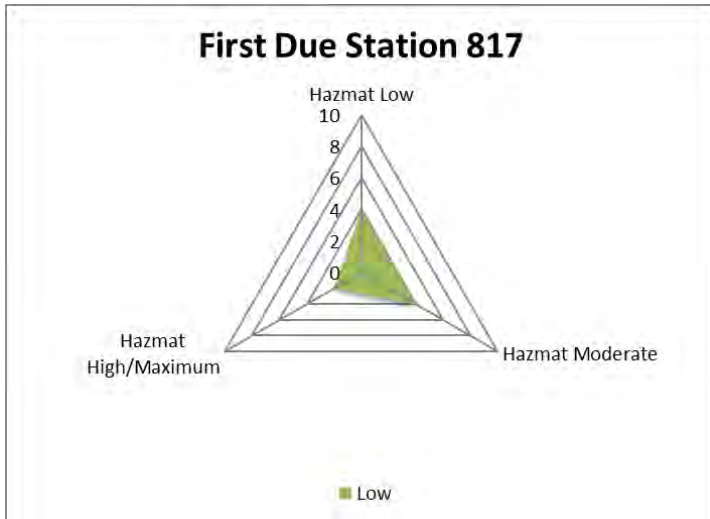 First Due Station 817
Hazmat Low
10
8
6
4
2
0
Hazmat
High/Maximum
Hazmat Moderate
Low